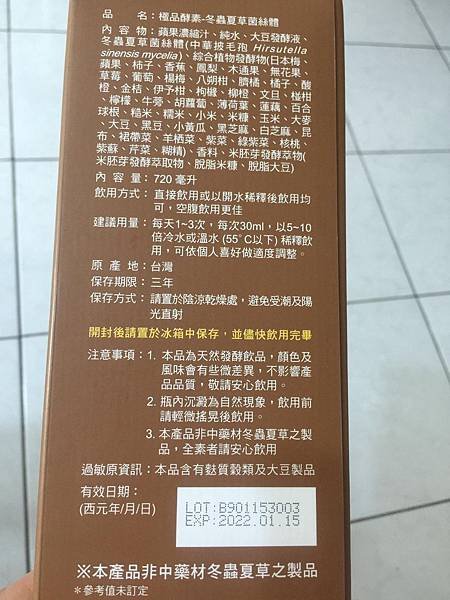 品名：極品酵素-冬蟲夏草菌絲體
內容物：蘋果濃縮汁、純水、大豆發酵液、
冬蟲夏草菌絲體(中華披毛孢 Hirsutella
sinensis mycelia)、綜合植物發酵物(日本梅、
蘋果、柿子、香蕉、鳳梨、木通果、無花果、
草莓、葡萄、楊梅、八朔柑、臍橘、橘子、酸
橙、金桔、伊予柑、枸櫞、柳橙、文旦、椪柑
、檸檬、牛蒡、胡蘿蔔、薄荷葉、蓮藕、百合
球根、糙米、糯米、小米、米糠、玉米、大麥
、大豆、黑豆、小黃瓜、黑芝麻、白芝麻、昆
布、裙帶菜、羊栖菜、紫菜、綠紫菜、核桃、
紫蘇、芹菜、糊精)、香料、米胚芽發酵萃物(
米胚芽發酵萃取物、脫脂米糠、脫脂大豆)
內容量：720 毫升
飲用方式：直接飲用或以開水稀釋後飲用均
可，空腹飲用更佳
建議用量：每天1~3次，每次30ml，以5~10
倍冷水或溫水 (55℃以下) 稀釋飲
用，可依個人喜好做適度調整。
原產地：台灣
保存期限：三年
保存方式：請置於陰涼乾燥處，避免受潮及陽
光直射
開封後請置於冰箱中保存，並儘快飲用完畢
注意事項：1. 本品為天然發酵飲品，顏色及
風味會有些微差異，不影響產
品品質，敬請安心飲用。
2. 瓶內沉澱為自然現象，飲用前
請輕微搖晃後飲用。
3. 本產品非中藥材冬蟲夏草之製
品，全素者請安心飲用
過敏原資訊：本品含有麩質穀類及大豆製品
有效日期：
(西元年/月/日)
LOT:B901153003
EXP:2022.01.15
※本產品非中藥材冬蟲夏草之製品
＊參考值未訂定